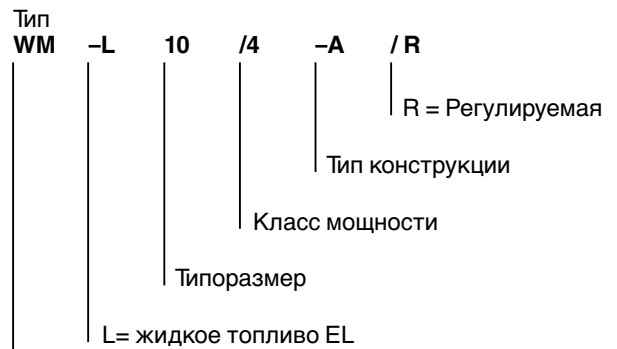 Тип
WM –L 10 /4 –A / R
R = Регулируемая
Тип конструкции
Класс мощности
Типоразмер
L= жидкое топливо EL